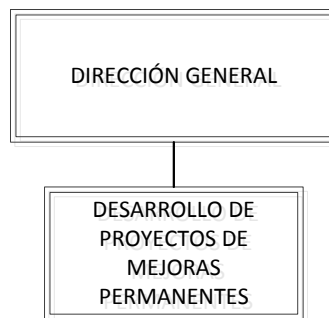 DIRECCIÓN GENERAL
DESARROLLO DE
PROYECTOS DE
MEJORAS
PERMANENTES